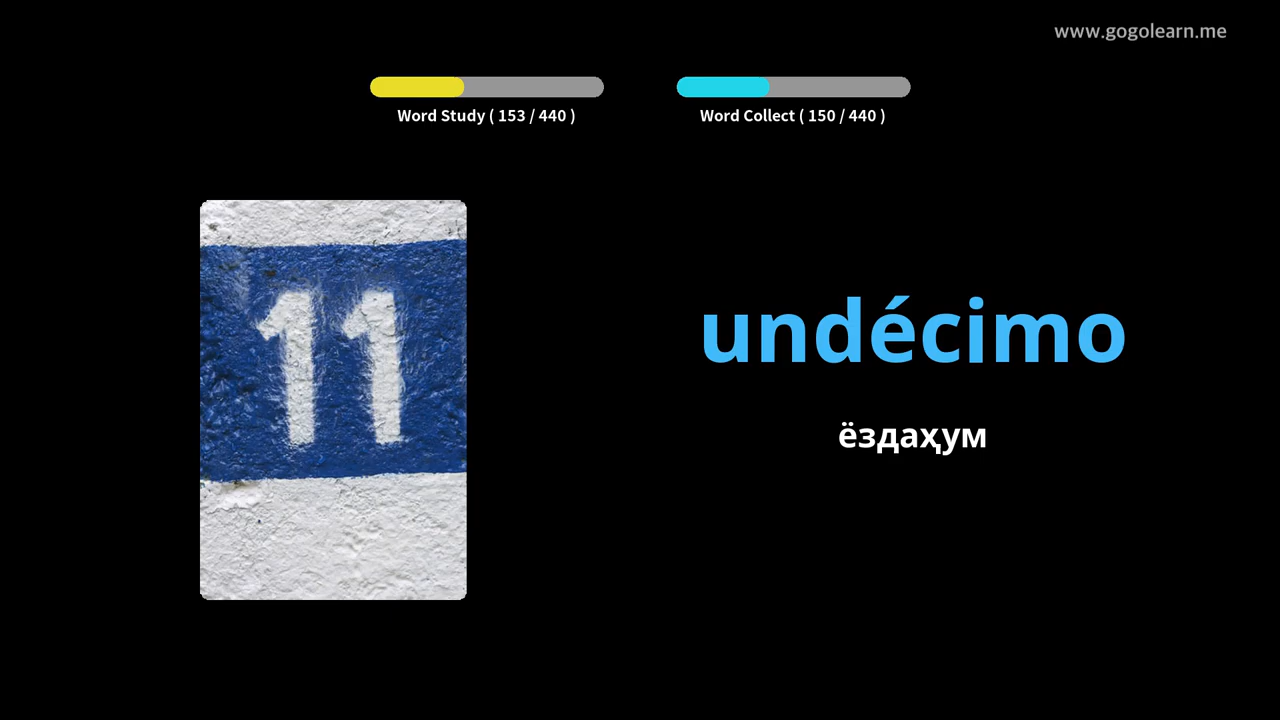 www.gogolearn.me
Word Study ( 153 / 440 )
Word Collect ( 150 / 440 )
11
undécimo
ёздаҳум